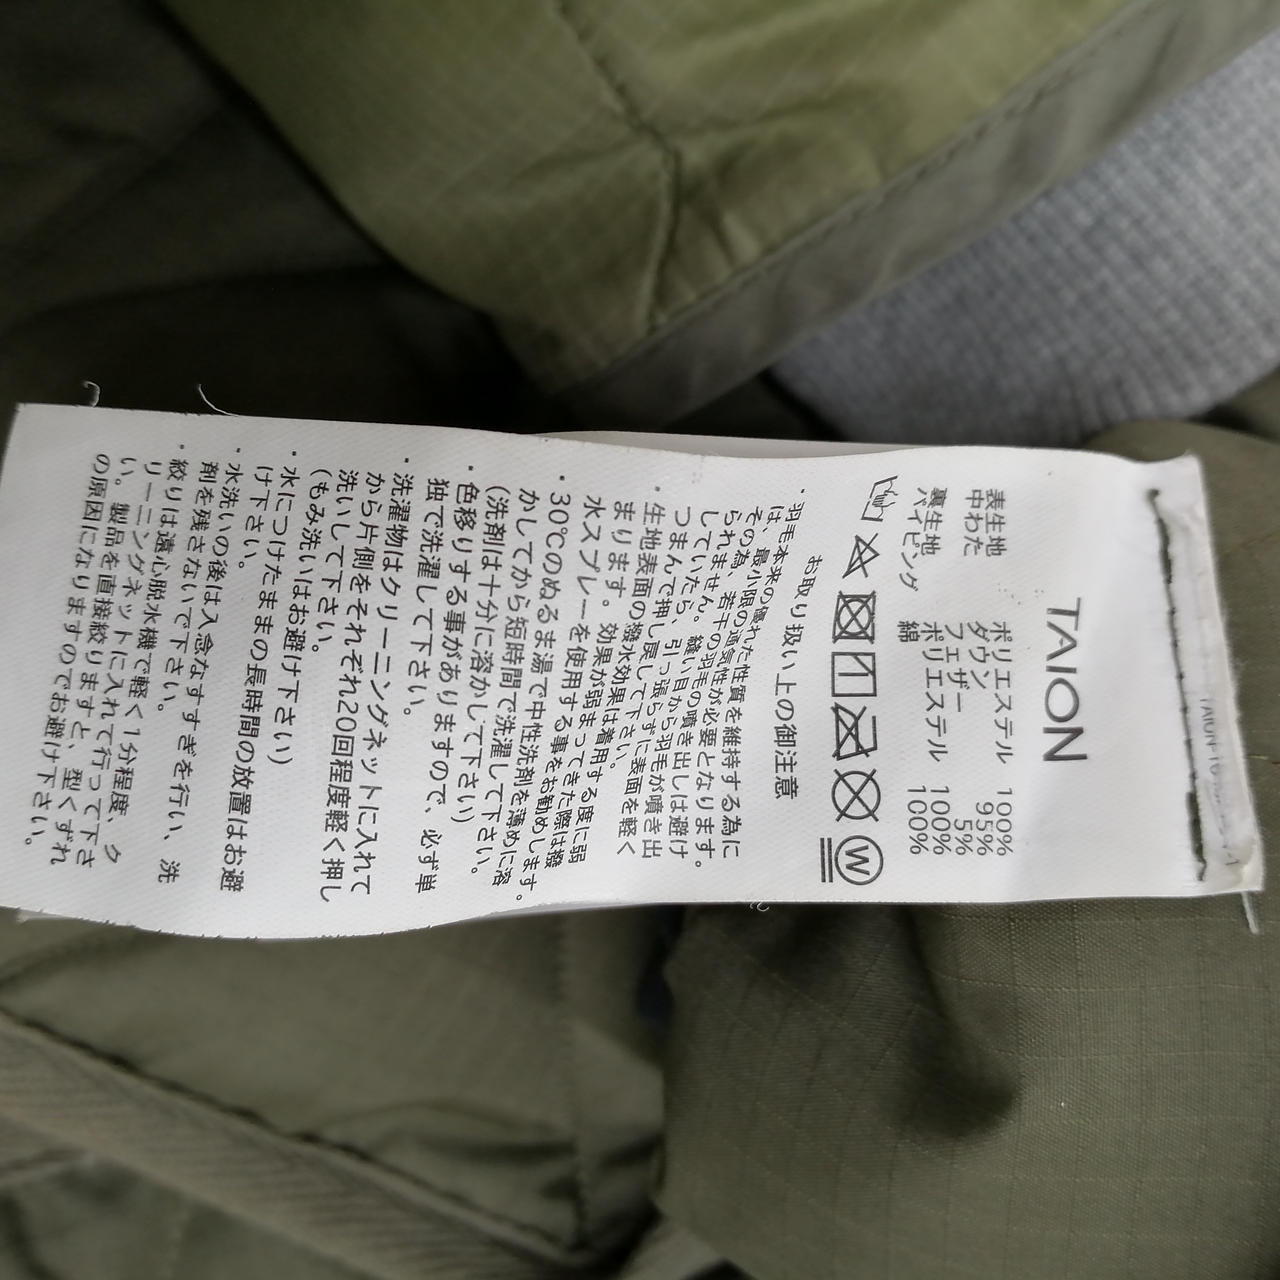 TAION
表生地 ポリエステル 100%
中わた ダウン 95%
フェザー 5%
裏生地 ポリエステル 100%
パイピング 綿 100%
W
お取り扱い上の御注意
・羽毛本来の優れた性質を維持する為に
は、最小限の通気性が必要となります。
その為、若干の羽毛の噴き出しは避け
られません。縫い目から羽毛が噴き出
していたら、引っ張らずに表面を軽く
つまんで押し戻して下さい。
・生地表面の撥水効果は着用する度に弱
まります。効果が弱まってきた際は撥
水スプレーを使用する事をお勧めします。
・30℃のぬるま湯で中性洗剤を薄めに溶
かしてから短時間で洗濯して下さい。
(洗剤は十分に溶かして下さい)
・色移りする事がありますので、必ず単
独で洗濯して下さい。
・洗濯物はクリーニングネットに入れて
から片側をそれぞれ20回程度軽く押し
洗いして下さい。
(もみ洗いはお避け下さい)
・水につけたままの長時間の放置はお避
け下さい。
・水洗いの後は入念なすすぎを行い、洗
剤を残さないで下さい。
・絞りは遠心脱水機で軽く1分程度、ク
リーニングネットに入れて行って下さ
い。製品を直接絞りますと、型くずれ
の原因になりますのでお避け下さい。